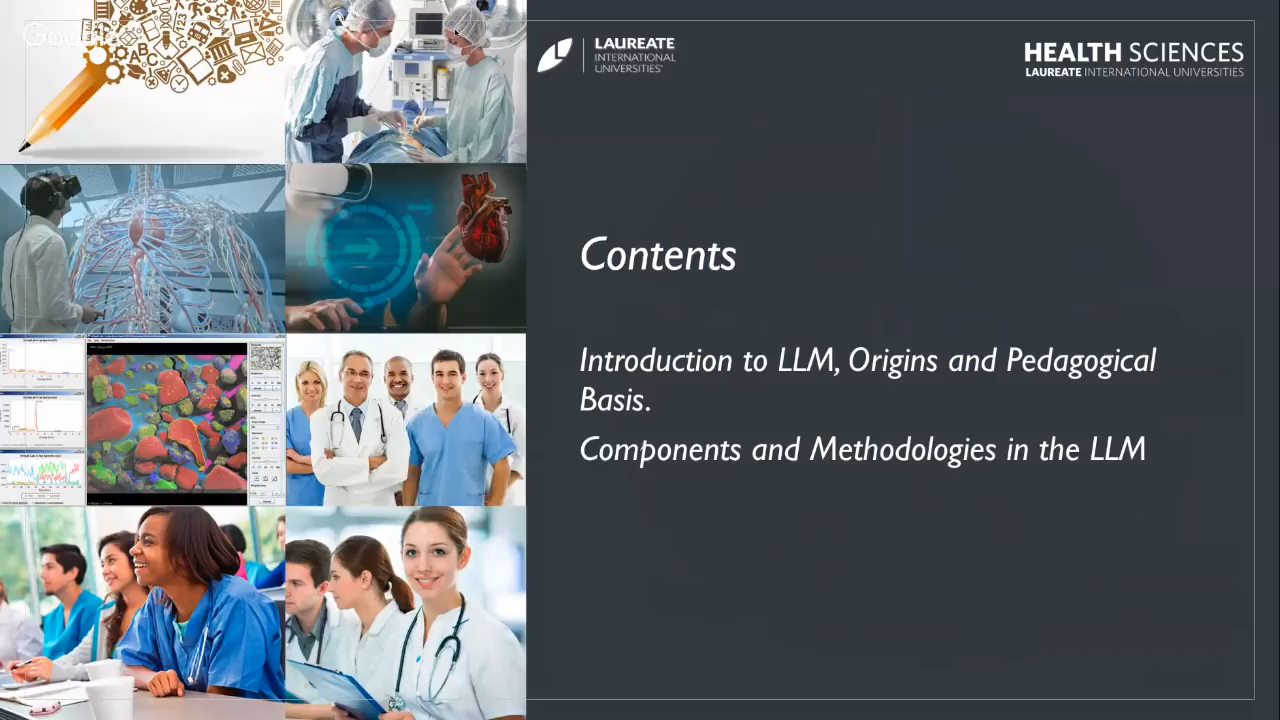 Google
LAUREATE
INTERNATIONAL
UNIVERSITIES
HEALTH SCIENCES
LAUREATE INTERNATIONAL UNIVERSITIES
Contents
Introduction to LLM, Origins and Pedagogical
Basis.
Components and Methodologies in the LLM